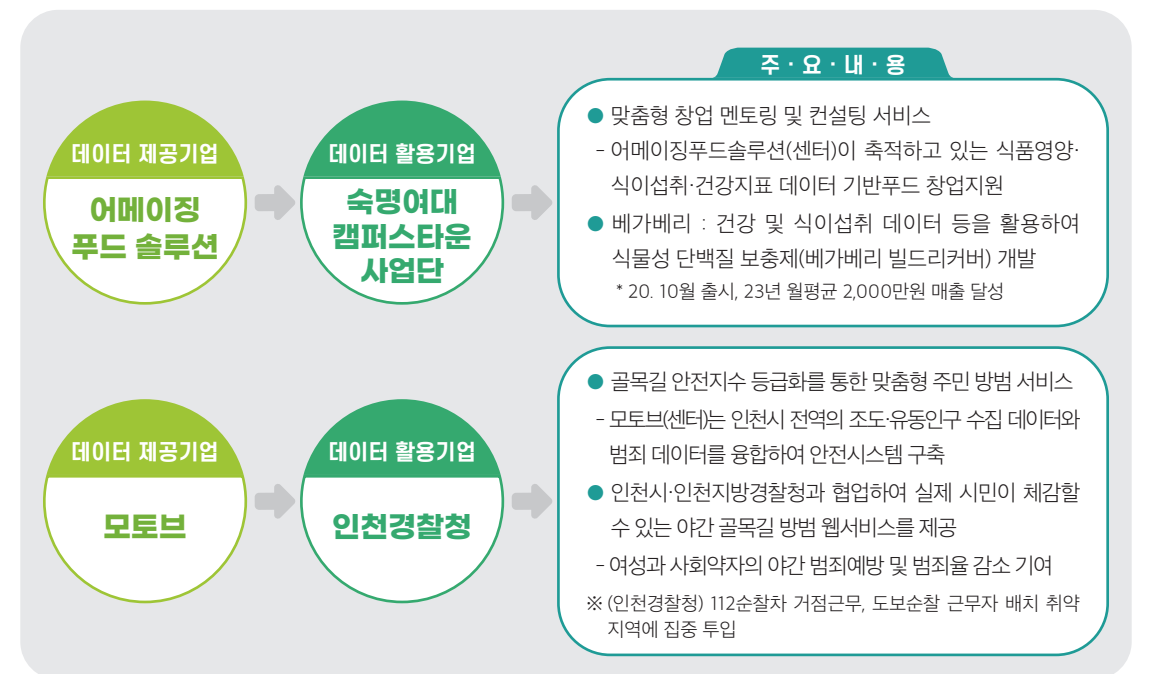 주·요·내·용
데이터 제공기업
어메이징
푸드 솔루션
데이터 활용기업
숙명여대
캠퍼스타운
사업단
● 맞춤형 창업 멘토링 및 컨설팅 서비스
- 어메이징푸드솔루션(센터)이 축적하고 있는 식품영양·
식이섭취·건강지표 데이터 기반푸드 창업지원
● 베가베리 : 건강 및 식이섭취 데이터 등을 활용하여
식물성 단백질 보충제(베가베리 빌드리커버) 개발
* 20. 10월 출시, 23년 월평균 2,000만원 매출 달성
데이터 제공기업
모토브
데이터 활용기업
인천경찰청
● 골목길 안전지수 등급화를 통한 맞춤형 주민 방범 서비스
- 모토브(센터)는 인천시 전역의 조도·유동인구 수집 데이터와
범죄 데이터를 융합하여 안전시스템 구축
● 인천시·인천지방경찰청과 협업하여 실제 시민이 체감할
수 있는 야간 골목길 방범 웹서비스를 제공
- 여성과 사회약자의 야간 범죄예방 및 범죄율 감소 기여
※ (인천경찰청) 112순찰차 거점근무, 도보순찰 근무자 배치 취약
지역에 집중 투입